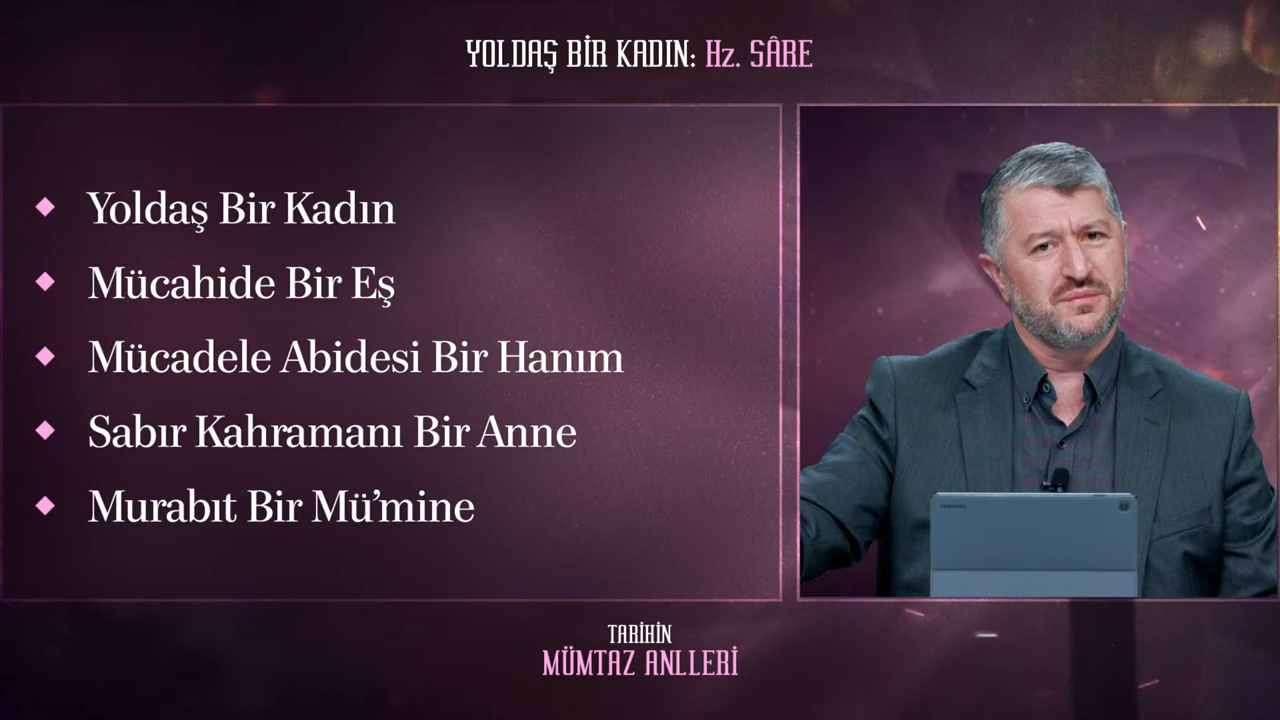 YOLDAŞ BİR KADIN: Hz. SÂRE
Yoldaş Bir Kadın
Mücahide Bir Eş
Mücadele Abidesi Bir Hanım
Sabır Kahramanı Bir Anne
Murabıt Bir Mü’mine
SAMSUNG
TARİHİN
MÜMTAZ ANLLERİ